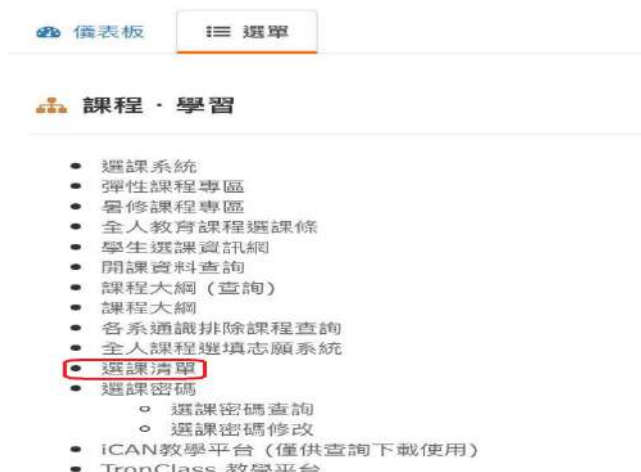 儀表板 選單
課程．學習
選課系統
彈性課程專區
暑修課程專區
全人教育課程選課條
學生選課資訊網
開課資料查詢
課程大綱 (查詢)
課程大綱
各系通識排除課程查詢
全人課程選填志願系統
選課清單
選課密碼
選課密碼查詢
選課密碼修改
iCAN教學平台 (僅供查詢下載使用)
TronClass 教學平台